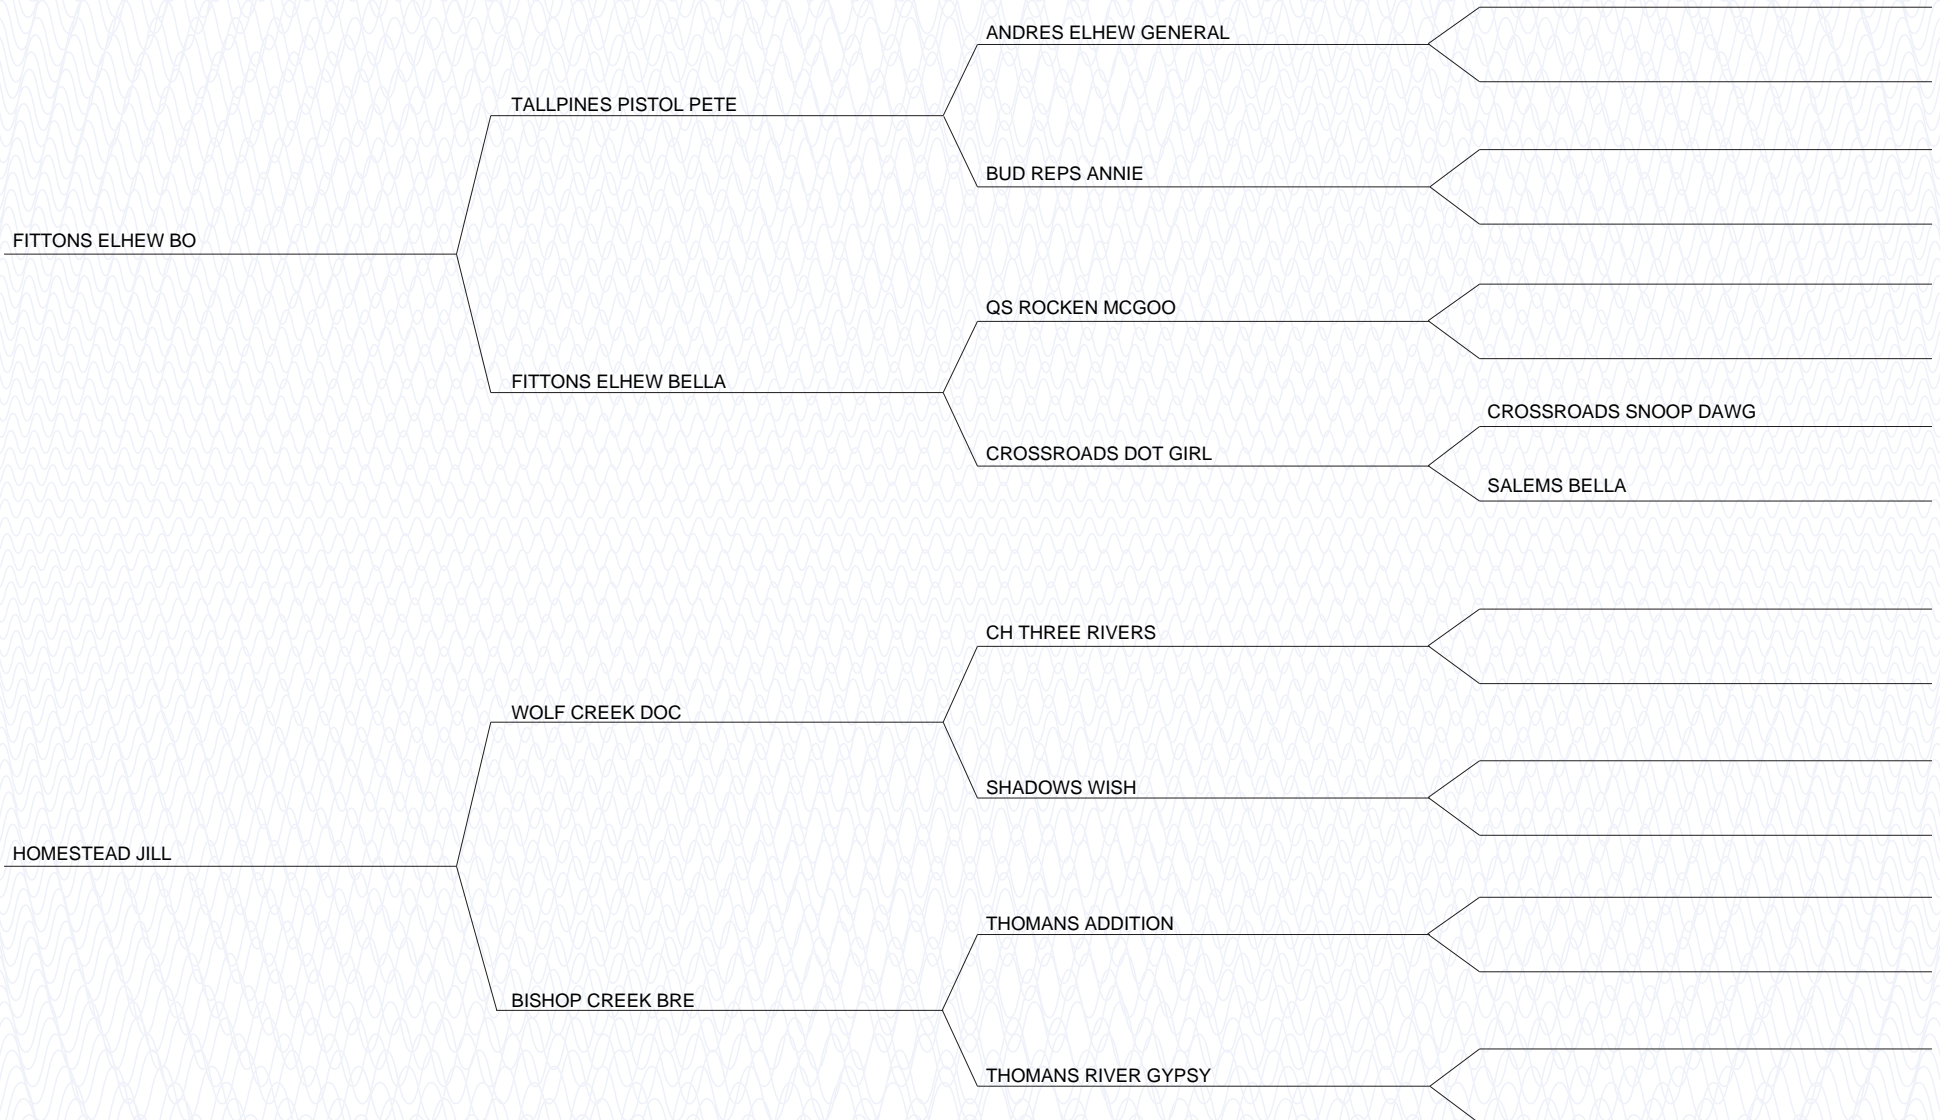 ANDRES ELHEW GENERAL
TALLPINES PISTOL PETE
BUD REPS ANNIE
FITTONS ELHEW BO
QS ROCKEN MCGOO
FITTONS ELHEW BELLA
CROSSROADS SNOOP DAWG
CROSSROADS DOT GIRL
SALEMS BELLA
CH THREE RIVERS
WOLF CREEK DOC
SHADOWS WISH
HOMESTEAD JILL
THOMANS ADDITION
BISHOP CREEK BRE
THOMANS RIVER GYPSY